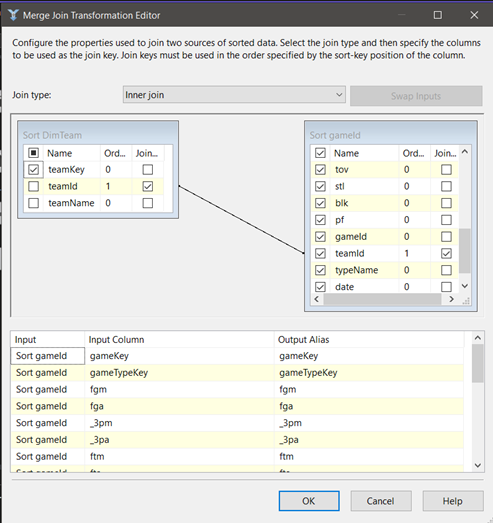 Merge Join Transformation Editor
Configure the properties used to join two sources of sorted data. Select the join type and then specify the columns
to be used as the join key. Join keys must be used in the order specified by the sort-key position of the column.
Join type: Inner join Swap Inputs
Sort DimTeam
Name Ord... Join...
teamKey 0
teamId 1
teamName 0
Sort gameId
Name Ord... Join...
tov 0
stl 0
blk 0
pf 0
gameId 0
teamId 1
typeName 0
date 0
Input Input Column Output Alias
Sort gameId gameKey gameKey
Sort gameId gameTypeKey gameTypeKey
Sort gameId fgm fgm
Sort gameId fga fga
Sort gameId _3pm _3pm
Sort gameId _3pa _3pa
Sort gameId ftm ftm
Sort gameId fta fta
OK Cancel Help